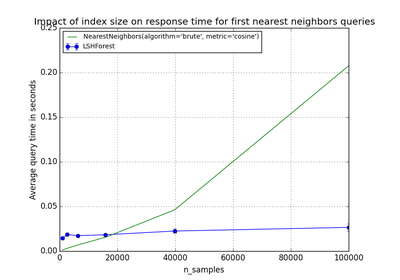 Impact of index size on response time for first nearest neighbors queries
0.25
NearestNeighbors(algorithm='brute', metric='cosine')
LSHForest
0.20
0.15
0.10
0.05
0.00
Average query time in seconds
0 20000 40000 60000 80000 100000
n_samples